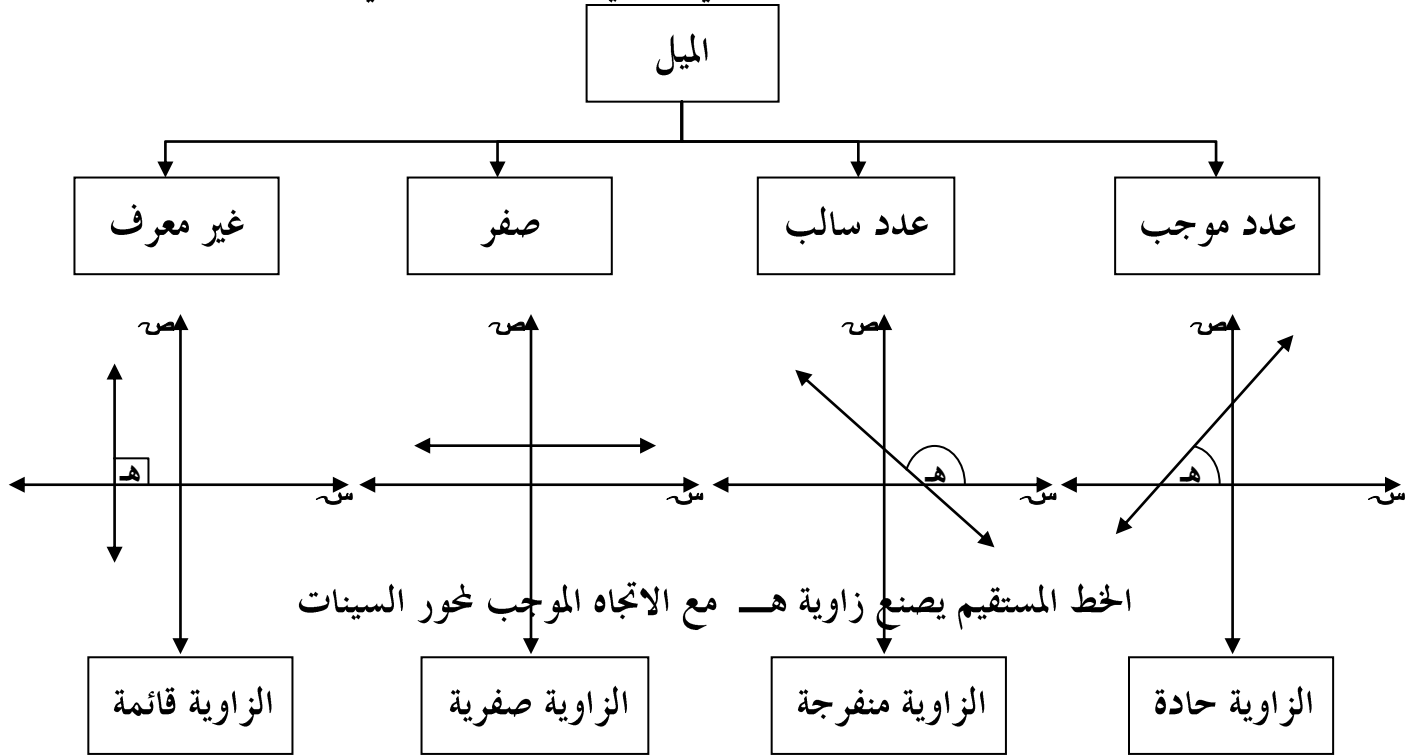 الميل
عدد موجب
عدد سالب
صفر
غير معرف
ص
ص
ص
ص
هـ
هـ
هـ
س
س
س
س
الخط المستقيم يصنع زاوية هـــ مع الاتجاه الموجب لمحور السينات
الزاوية حادة
الزاوية منفرجة
الزاوية صفرية
الزاوية قائمة